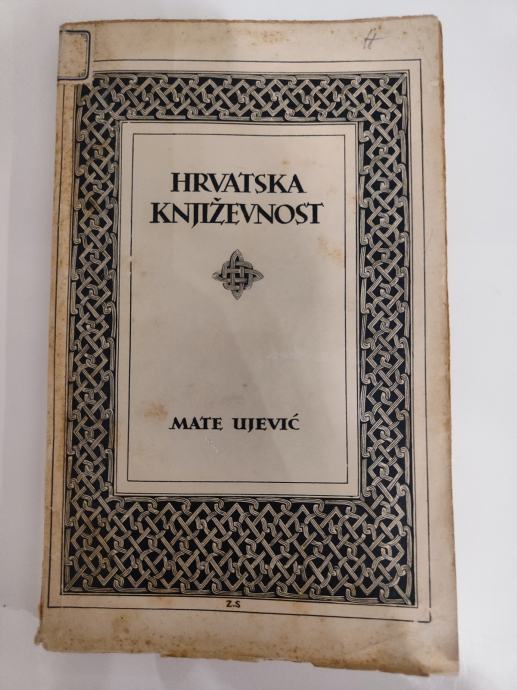 HRVATSKA
KNJIŽEVNOST
MATE UJEVIĆ
Z.S